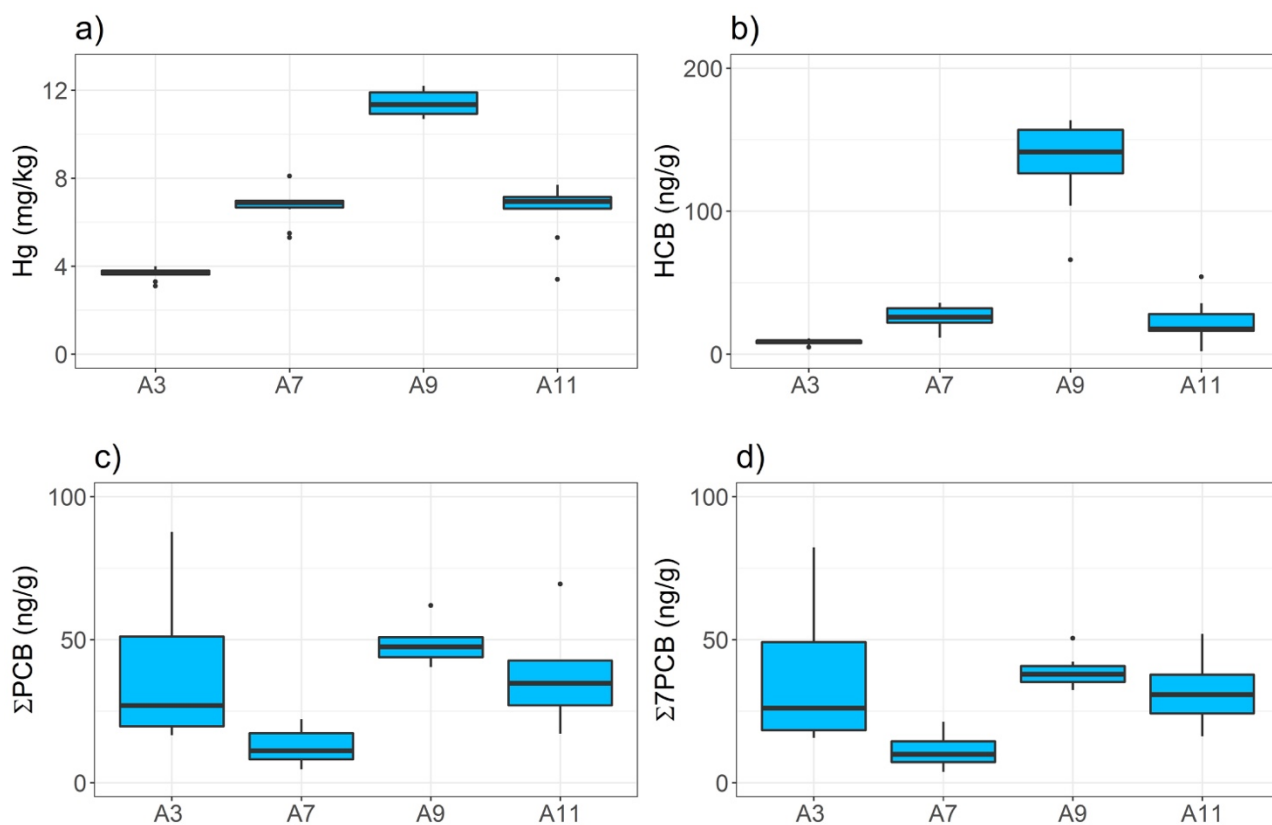 a)
Hg (mg/kg)
12
8
4
0
A3 A7 A9 A11
b)
HCB (ng/g)
200
100
0
A3 A7 A9 A11
c)
ΣPCB (ng/g)
100
50
0
A3 A7 A9 A11
d)
Σ7PCB (ng/g)
100
50
0
A3 A7 A9 A11